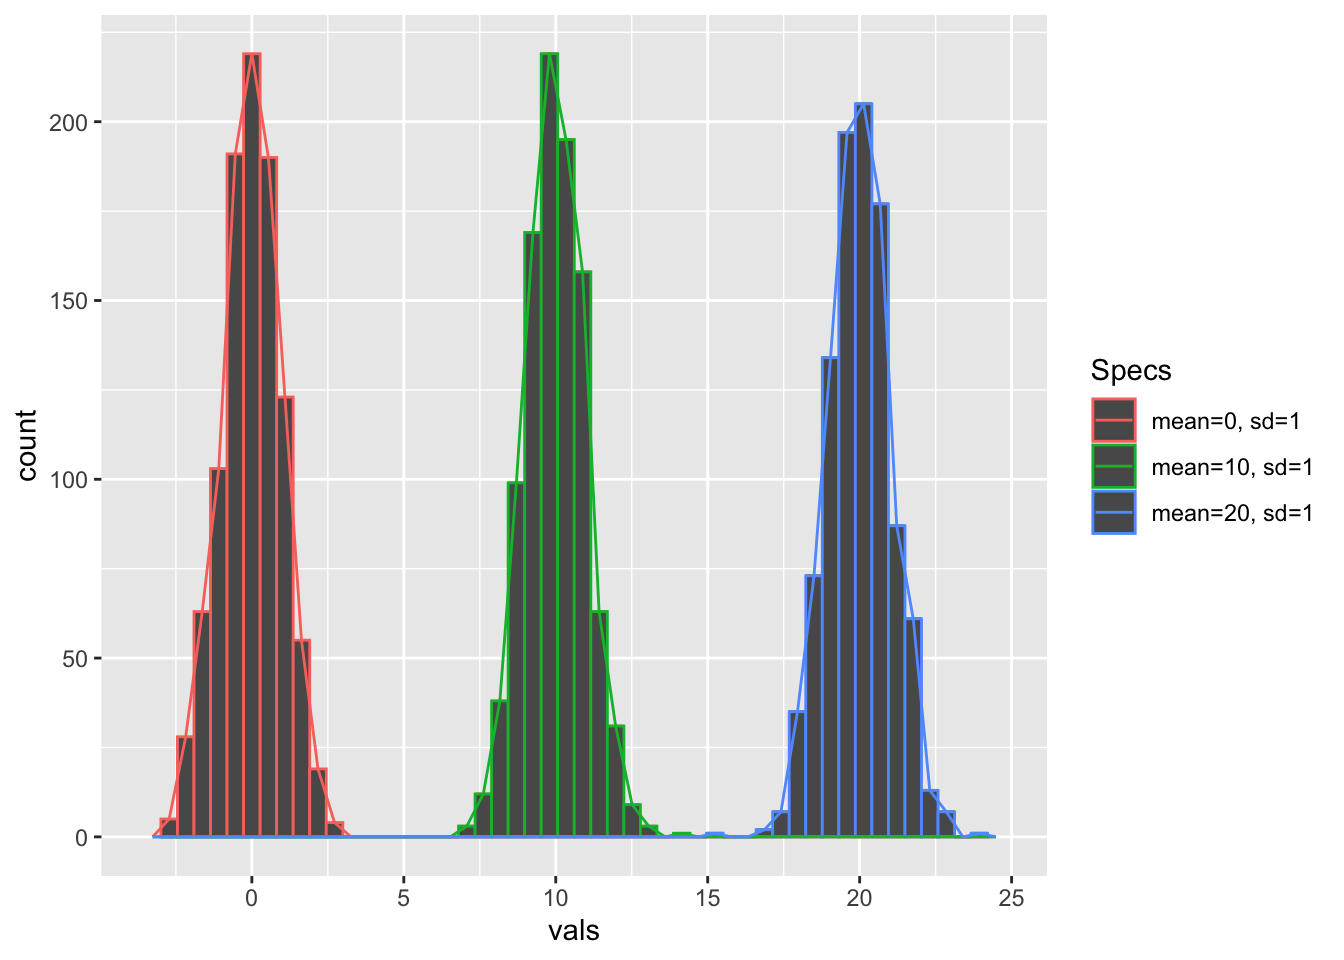 200
150
100
50
0
count
0 5 10 15 20 25
vals
Specs
mean=0, sd=1
mean=10, sd=1
mean=20, sd=1